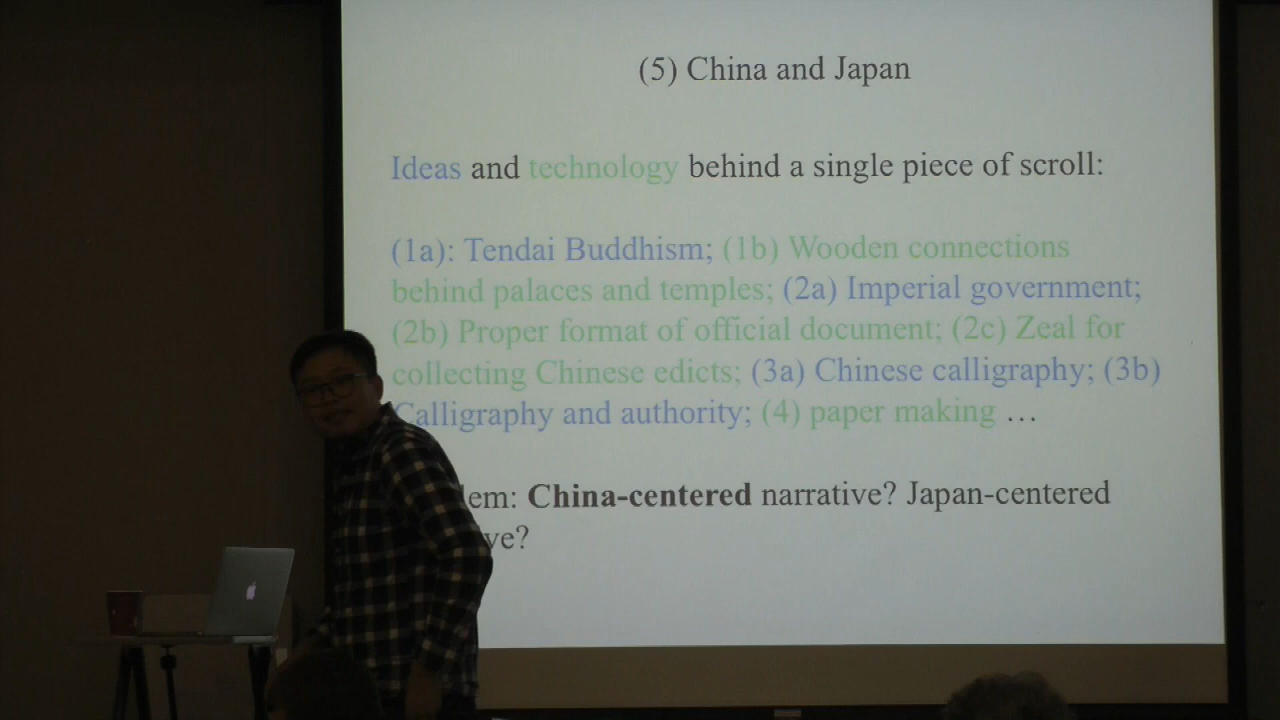 (5) China and Japan
Ideas and technology behind a single piece of scroll:
(1a): Tendai Buddhism; (1b) Wooden connections
behind palaces and temples; (2a) Imperial government;
(2b) Proper format of official document; (2c) Zeal for
collecting Chinese edicts; (3a) Chinese calligraphy; (3b)
Calligraphy and authority; (4) paper making …
lem: China-centered narrative? Japan-centered
ve?